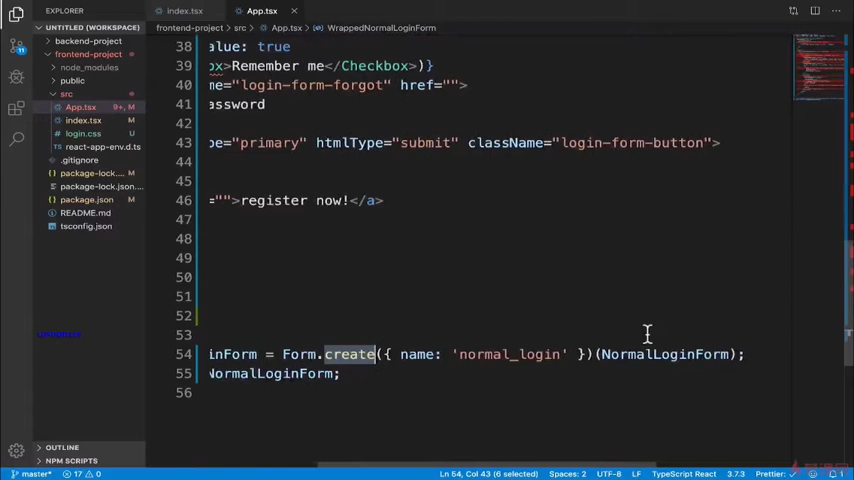 EXPLORER
index.tsx
App.tsx
UNTITLED (WORKSPACE)
frontend-project > src > App.tsx > WrappedNormalLoginForm
backend-project
frontend-project
node_modules
public
src
App.tsx 9+, M
index.tsx M
login.css U
react-app-env.d.ts
.gitignore
package-lock.... M
package-lock.json....
package.json M
README.md
tsconfig.json
OUTLINE
NPM SCRIPTS
11
38 alue: true
39 ox>Remember me</Checkbox>)}
40 me="login-form-forgot" href="">
41 assword
42
43 pe="primary" htmlType="submit" className="login-form-button">
44
45
46 ="">register now!</a>
47
48
49
50
51
52
53
54 inForm = Form.create({ name: 'normal_login' })(NormalLoginForm);
55 NormalLoginForm;
56
master* 17 0
Ln 54, Col 43 (6 selected) Spaces: 2 UTF-8 LF TypeScript React 3.7.3 Prettier: ✓ 1